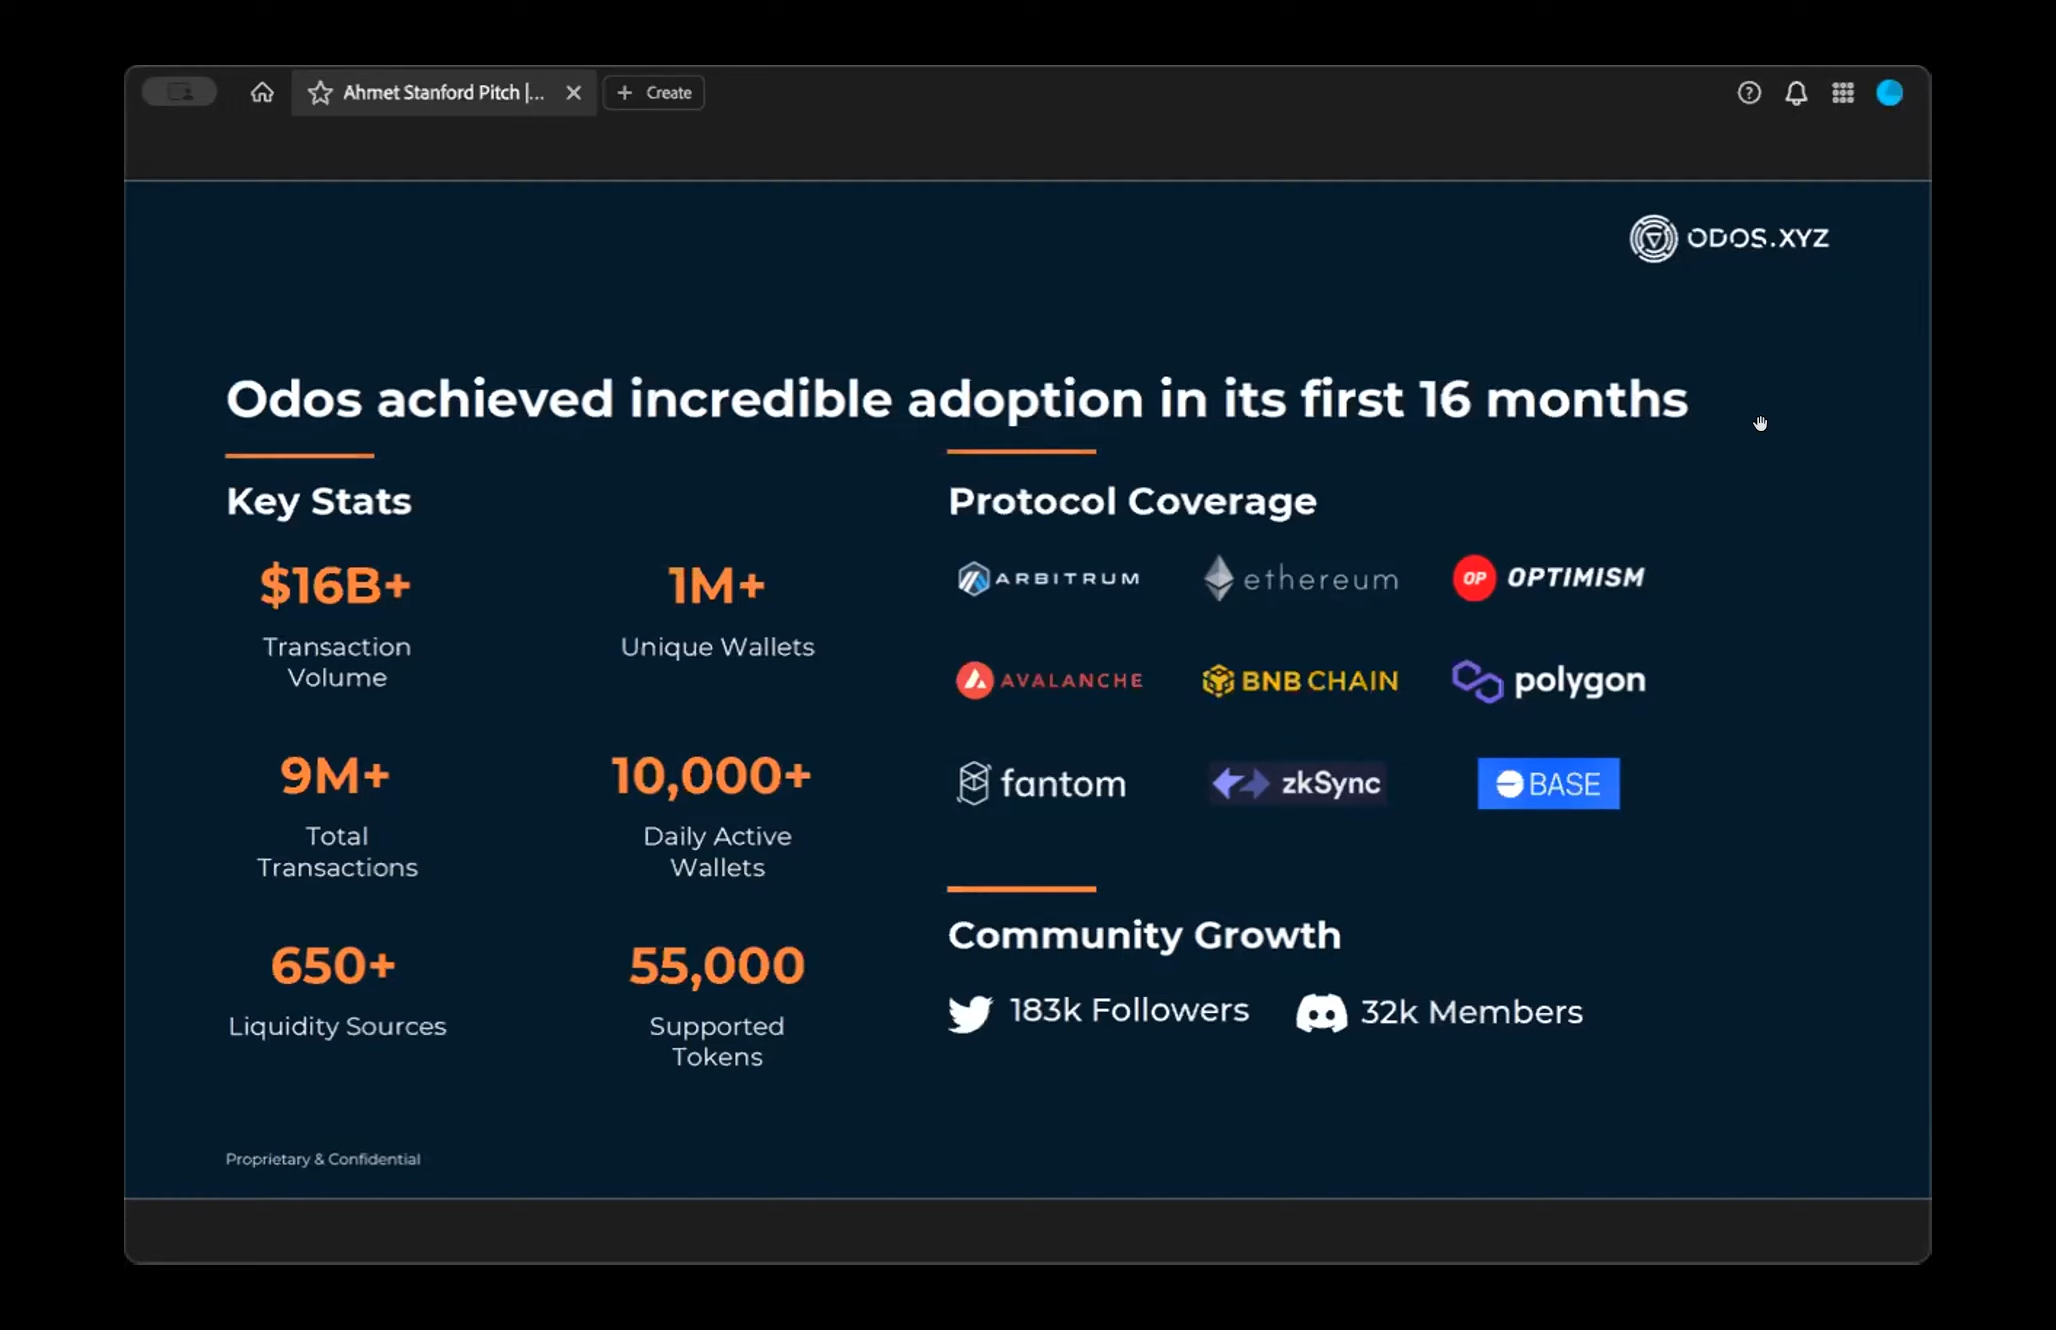 Ahmet Stanford Pitch |...
Create
ODOS.XYZ
Odos achieved incredible adoption in its first 16 months
Key Stats
$16B+
Transaction
Volume
1M+
Unique Wallets
9M+
Total
Transactions
10,000+
Daily Active
Wallets
650+
Liquidity Sources
55,000
Supported
Tokens
Protocol Coverage
ARBITRUM
ethereum
OP OPTIMISM
AVALANCHE
BNB CHAIN
polygon
fantom
zkSync
BASE
Community Growth
183k Followers
32k Members
Proprietary & Confidential